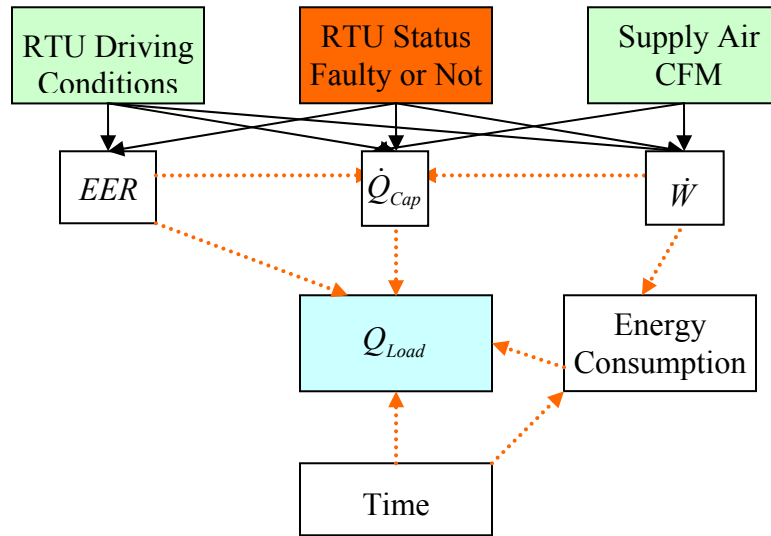 RTU Driving
Conditions
RTU Status
Faulty or Not
Supply Air
CFM
EER
Q̇Cap
Ẇ
QLoad
Energy
Consumption
Time